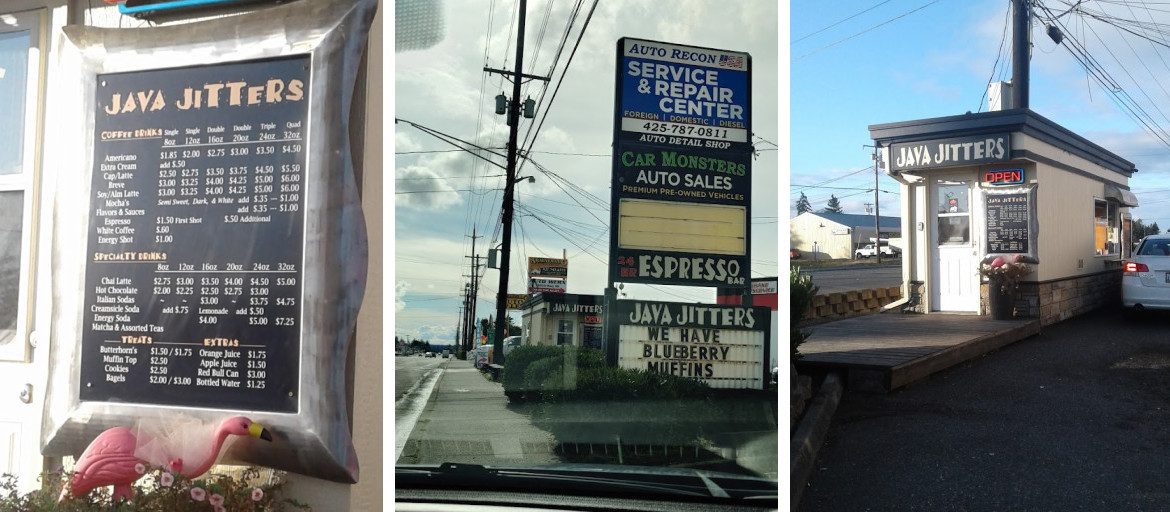 JAVA JITTERS
COFFEE DRINKS Single Single Double Double Triple Quad
8oz 12oz 16oz 20oz 24oz 32oz
Americano $1.85 $2.00 $2.75 $3.00 $3.50 $4.50
Extra Cream add $.50
Cap/Latte $2.50 $2.75 $3.50 $3.75 $4.50 $5.50
Breve $3.00 $3.25 $4.00 $4.25 $5.00 $6.00
Soy/Alm Latte $3.00 $3.25 $4.00 $4.25 $5.00 $6.00
Mocha's Semi Sweet, Dark, & White add $.35 — $1.00
Flavors & Sauces add $.35 — $1.00
Espresso $1.50 First Shot $.50 Additional
White Coffee $.60
Energy Shot $1.00
SPECIALTY DRINKS
8oz 12oz 16oz 20oz 24oz 32oz
Chai Latte $2.75 $3.00 $3.50 $4.00 $4.50 $5.00
Hot Chocolate $2.00 $2.25 $2.50 $2.75 $3.00
Italian Sodas ~ ~ $3.00 ~ $3.75 $4.75
Creamsicle Soda add $.75 Lemonade add $.50
Energy Soda $4.00 $5.00 $7.25
Matcha & Assorted Teas
TREATS
Butterhorn's $1.50 / $1.75
Muffin Top $2.50
Cookies $2.50
Bagels $2.00 / $3.00
EXTRAS
Orange Juice $1.75
Apple Juice $1.50
Red Bull Can $3.00
Bottled Water $1.25
AUTO RECON
SERVICE
& REPAIR
CENTER
FOREIGN | DOMESTIC | DIESEL
425-787-0811
AUTO DETAIL SHOP
CAR MONSTERS
AUTO SALES
PREMIUM PRE-OWNED VEHICLES
24 HR ESPRESSO BAR
JAVA JITTERS
WE HAVE
BLUEBERRY
MUFFINS
JAVA JITTERS
JAVA JITTERS
OPEN
JAVA JITTERS